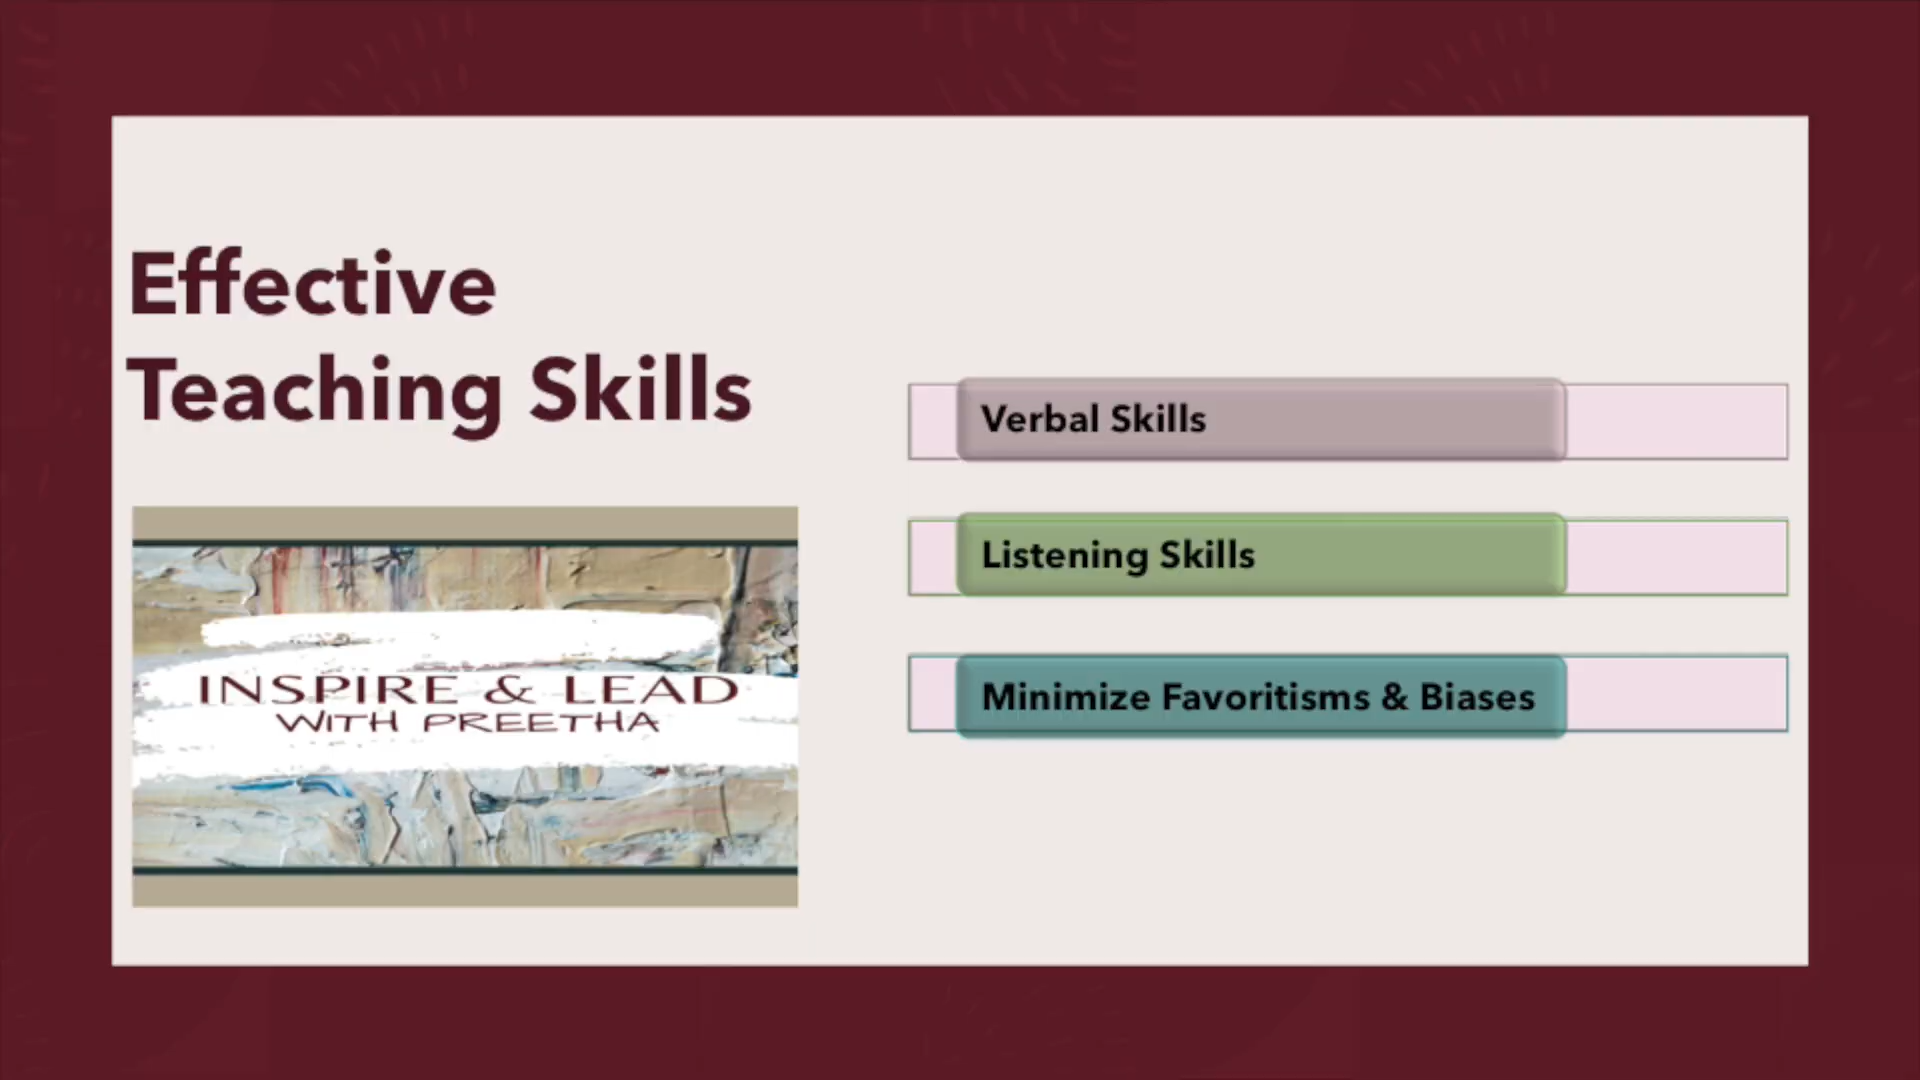 Effective
Teaching Skills
INSPIRE & LEAD
WITH PREETHA
Verbal Skills
Listening Skills
Minimize Favoritisms & Biases